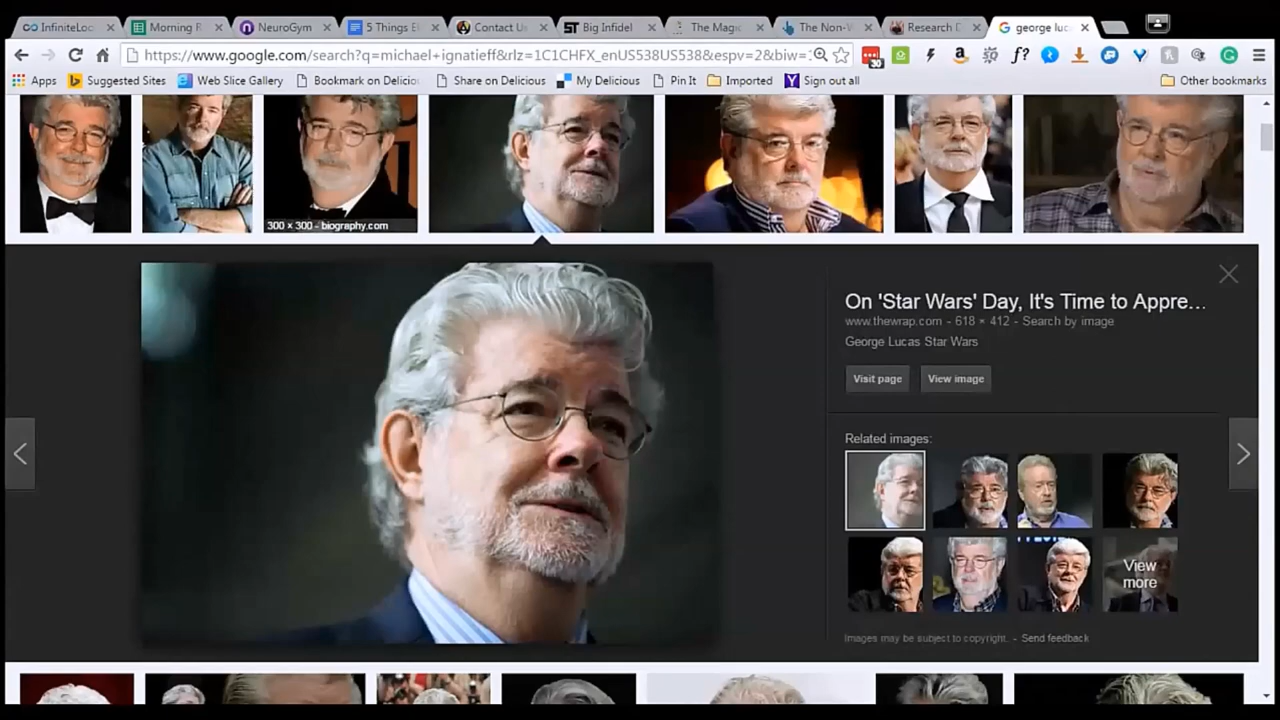 InfiniteLoo
Morning R
NeuroGym
5 Things E
Contact Us
Big Infidel
The Magic
The Non-W
Research D
george luc
https://www.google.com/search?q=michael+ignatieff&rlz=1C1CHFX_enUS538US538&espv=2&biw=
30
f?
Apps
Suggested Sites
Web Slice Gallery
Bookmark on Delicio
Share on Delicious
My Delicious
Pin It
Imported
Sign out all
Other bookmarks
300 × 300 - biography.com
On 'Star Wars' Day, It's Time to Appre...
www.thewrap.com - 618 × 412 - Search by image
George Lucas Star Wars
Visit page
View image
Related images:
View
more
Images may be subject to copyright. - Send feedback